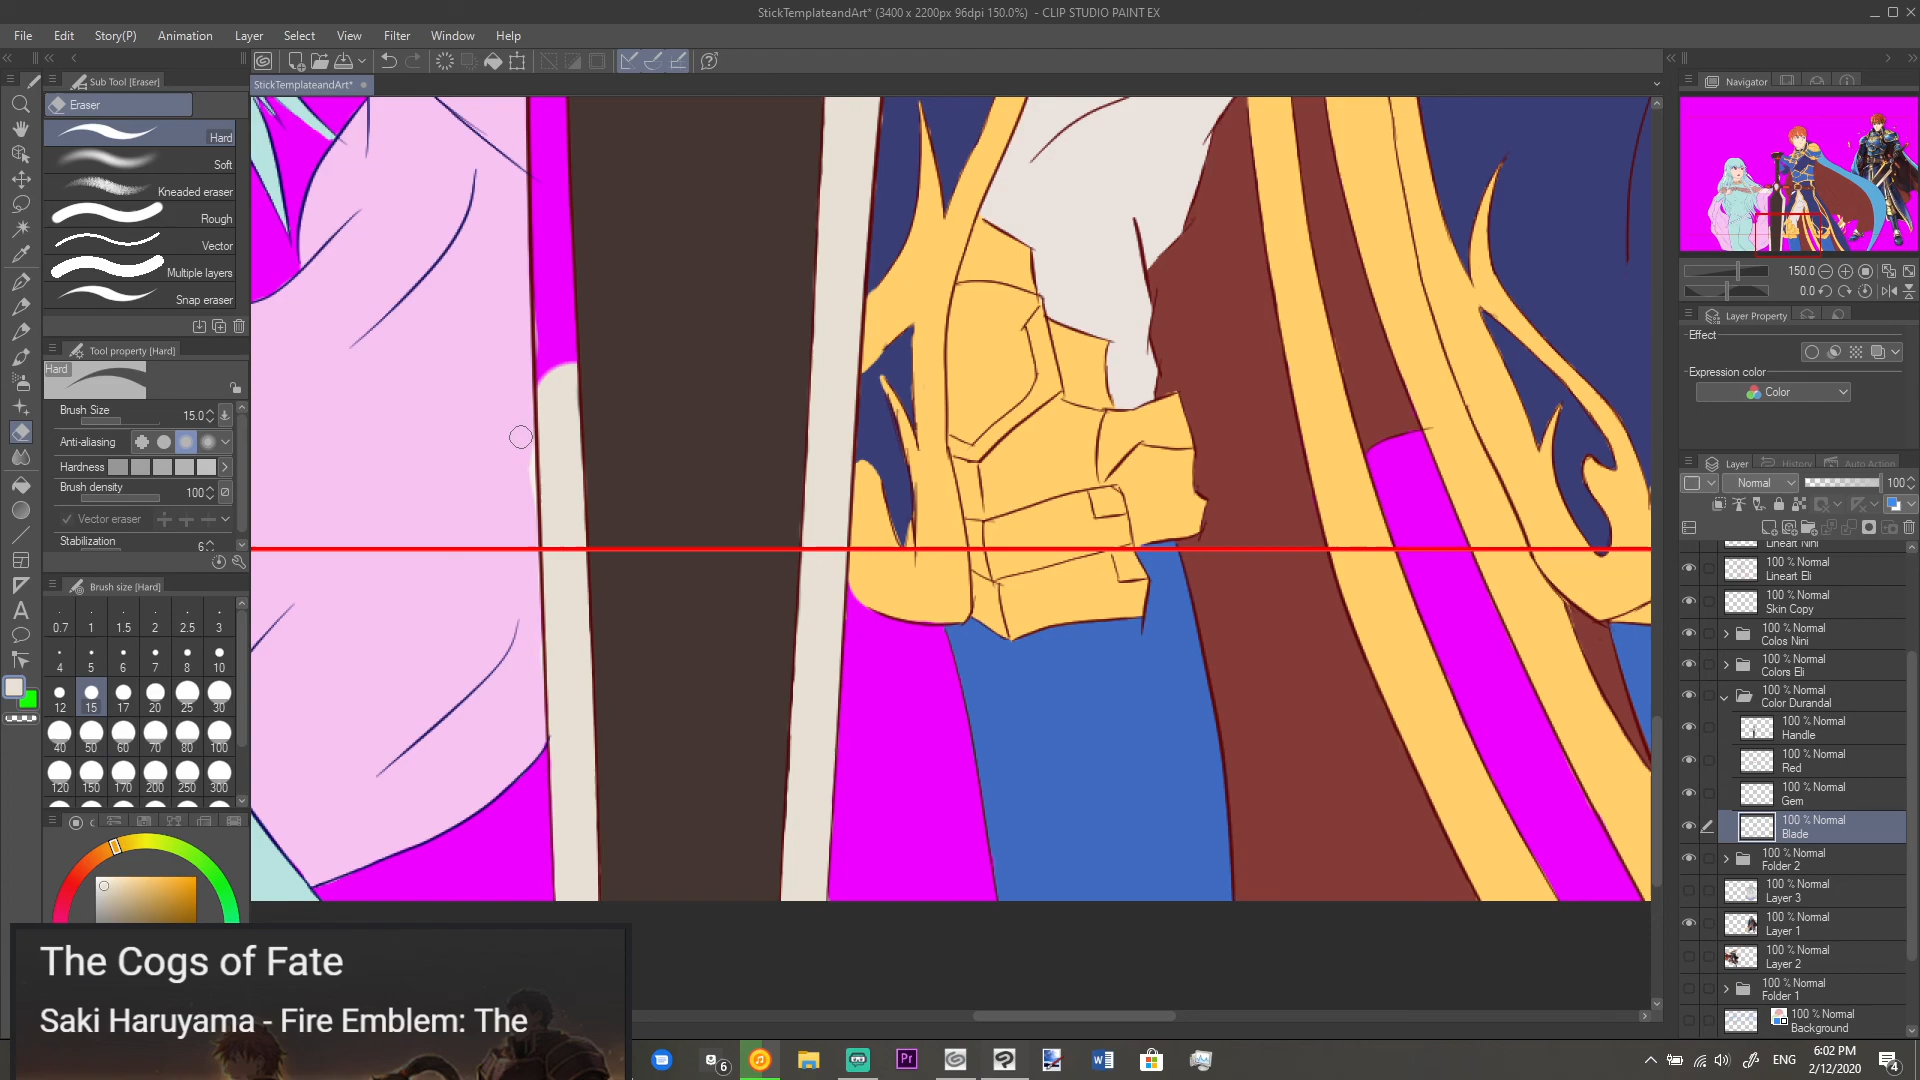 StickTemplateandArt* (3400 x 2200px 96dpi 150.0%) - CLIP STUDIO PAINT EX
File Edit Story(P) Animation Layer Select View Filter Window Help
Sub Tool [Eraser]
Eraser
Hard
Soft
Kneaded eraser
Rough
Vector
Multiple layers
Snap eraser
Tool property [Hard]
Hard
Brush Size 15.0
Anti-aliasing
Hardness
Brush density 100
Vector eraser
Stabilization 6
Brush size [Hard]
0.7 1 1.5 2 2.5 3
4 5 6 7 8 10
12 15 17 20 25 30
40 50 60 70 80 100
120 150 170 200 250 300
StickTemplateandArt*
Navigator
150.0
0.0
Layer Property
Effect
Expression color
Color
Layer History Auto Action
Normal 100
Lineart Nini
100 % Normal
Lineart Eli
100 % Normal
Skin Copy
100 % Normal
Colos Nini
100 % Normal
Colors Eli
100 % Normal
Color Durandal
100 % Normal
Handle
100 % Normal
Red
100 % Normal
Gem
100 % Normal
Blade
100 % Normal
Folder 2
100 % Normal
Layer 3
100 % Normal
Layer 1
100 % Normal
Layer 2
100 % Normal
Folder 1
100 % Normal
Background
The Cogs of Fate
Saki Haruyama - Fire Emblem: The
6
Pr
ENG
6:02 PM
2/12/2020
4